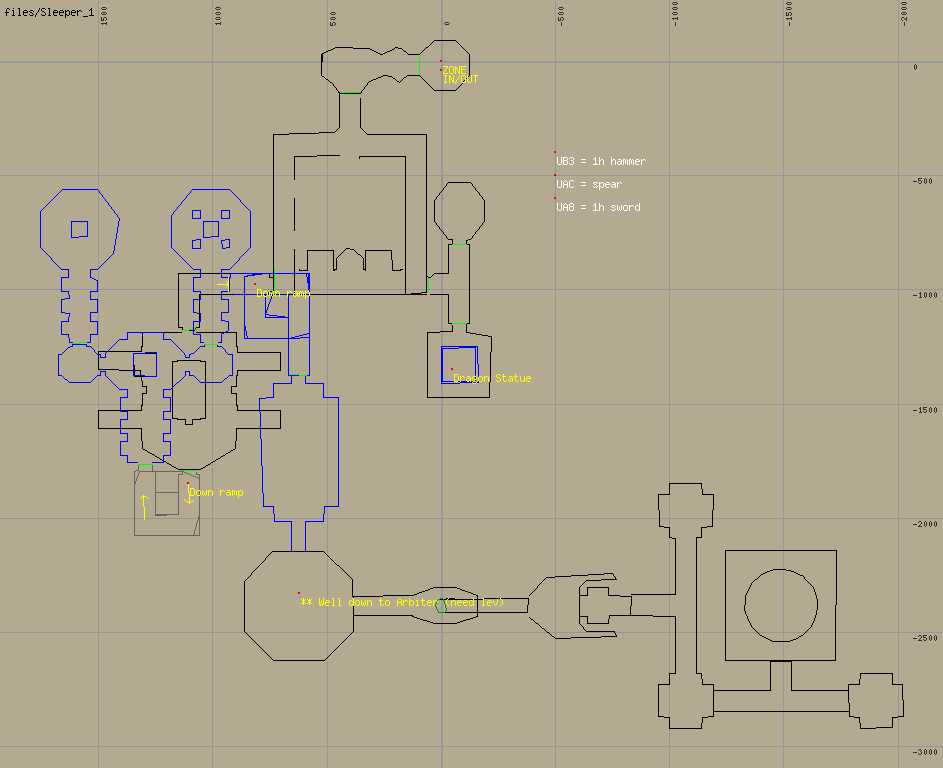 files/Sleeper_1
1500
1000
500
0
-500
-1000
-1500
-2000
0
ZONE
IN/OUT
UB3 = 1h hammer
-500
UAC = spear
UA8 = 1h sword
Down ramp
-1000
Dragon Statue
-1500
Down ramp
-2000
** Well down to Arbiter (need lev)
-2500
-3000